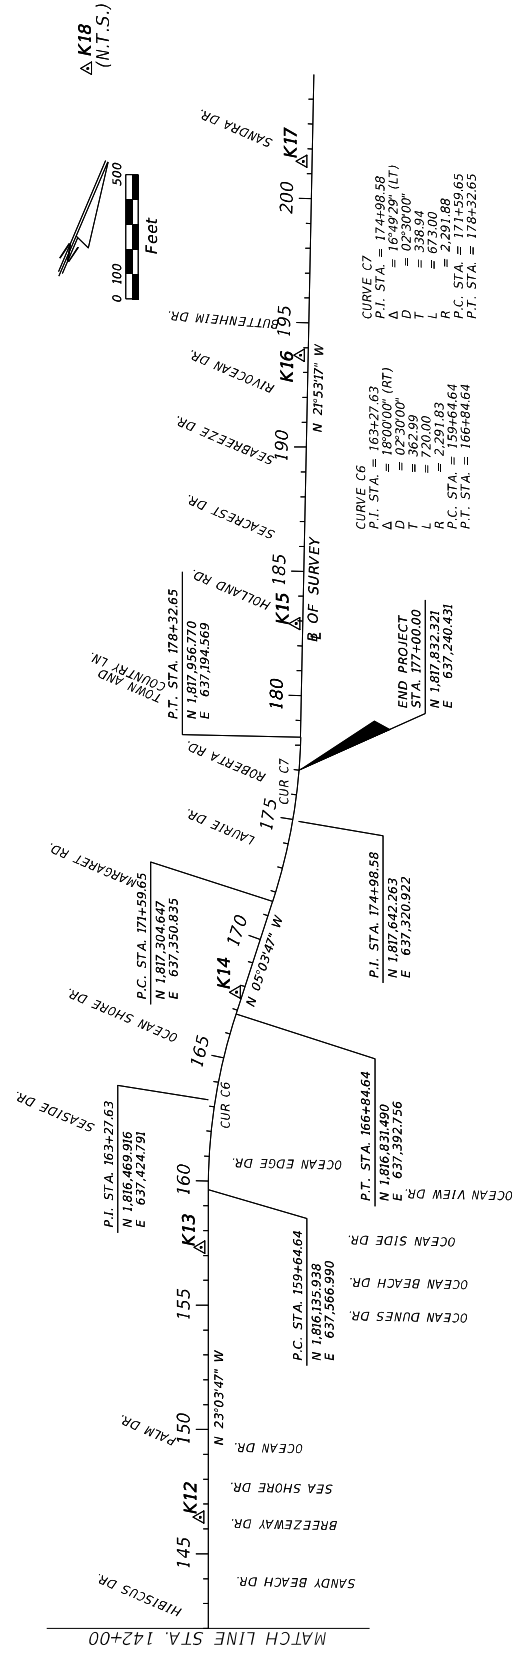 K18
(N.T.S.)
0 100 500
Feet
SANDRA DR.
K17
200
BUTTENHEIM DR.
195
K16
RIVOCEAN DR.
N 21°53'17" W
SEABREEZE DR.
190
SEACREST DR.
185
HOLLAND RD.
K15
℞ OF SURVEY
180
TOWN AND
COUNTRY LN.
P.T. STA. 178+32.65
N 1,817,956.770
E 637,194.569
END PROJECT
STA. 177+00.00
N 1,817,832.321
E 637,240.431
ROBERTA RD.
CUR C7
175
LAURIE DR.
MARGARET RD.
P.I. STA. 174+98.58
N 1,817,642.263
E 637,320.922
P.C. STA. 171+59.65
N 1,817,304.647
E 637,350.835
170
N 05°03'47" W
K14
OCEAN SHORE DR.
165
P.T. STA. 166+84.64
N 1,816,831.490
E 637,392.756
SEASIDE DR.
CUR C6
P.I. STA. 163+27.63
N 1,816,469.916
E 637,424.791
OCEAN EDGE DR.
160
OCEAN VIEW DR.
K13
P.C. STA. 159+64.64
N 1,816,135.938
E 637,566.990
OCEAN SIDE DR.
OCEAN BEACH DR.
OCEAN DUNES DR.
155
N 23°03'47" W
150
PALM DR.
OCEAN DR.
SEA SHORE DR.
K12
BREEZEWAY DR.
145
SANDY BEACH DR.
HIBISCUS DR.
MATCH LINE STA. 142+00
CURVE C6
P.I. STA. = 163+27.63
Δ = 18°00'00" (RT)
D = 02°30'00"
T = 362.99
L = 720.00
R = 2,291.83
P.C. STA. = 159+64.64
P.T. STA. = 166+84.64
CURVE C7
P.I. STA. = 174+98.58
Δ = 16°49'29" (LT)
D = 02°30'00"
T = 338.94
L = 673.00
R = 2,291.88
P.C. STA. = 171+59.65
P.T. STA. = 178+32.65